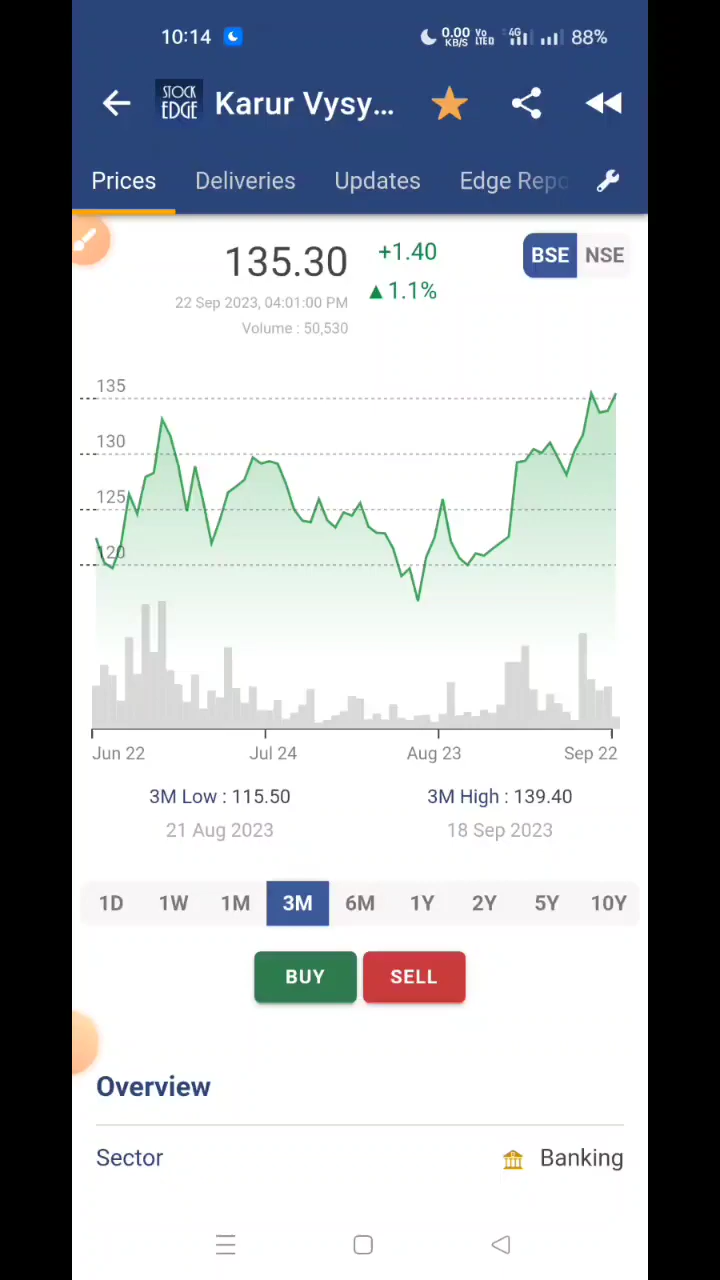 10:14 0.00 KB/S Yo LTED 4G 88%
STOCK EDGE Karur Vysy...
Prices Deliveries Updates Edge Repo
135.30 +1.40 BSE NSE
22 Sep 2023, 04:01:00 PM ▲1.1%
Volume : 50,530
135
130
125
120
Jun 22 Jul 24 Aug 23 Sep 22
3M Low : 115.50 3M High : 139.40
21 Aug 2023 18 Sep 2023
1D 1W 1M 3M 6M 1Y 2Y 5Y 10Y
BUY SELL
Overview
Sector Banking